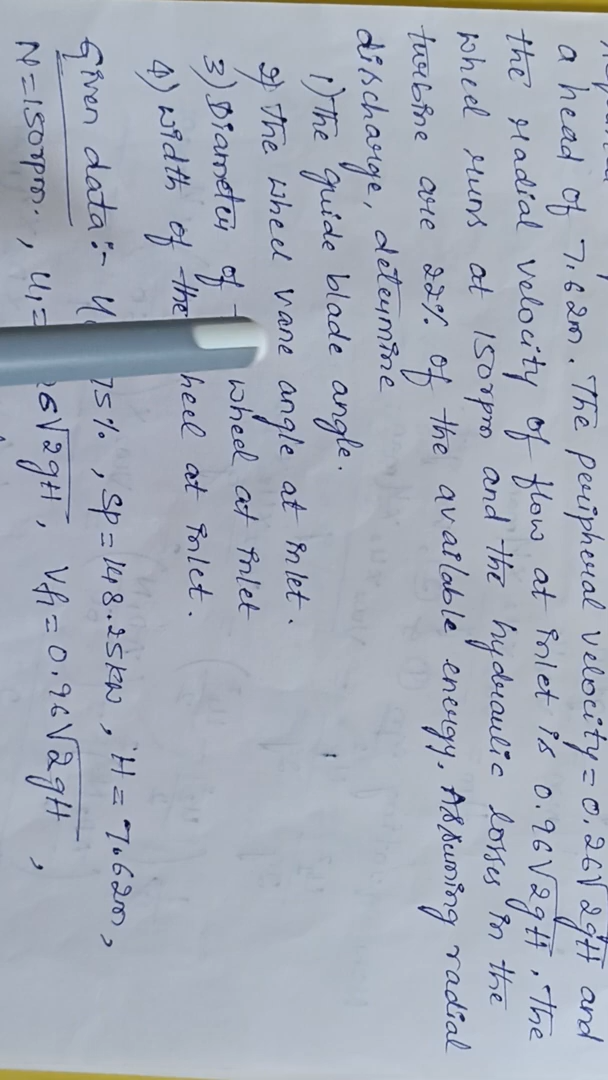 a head of 7.62m. The peripheral velocity = 0.26√2gH and
the radial velocity of flow at inlet is 0.96√2gH. The
wheel runs at 150rpm and the hydraulic losses in the
turbine are 22% of the available energy. Assuming radial
discharge, determine
1) The guide blade angle.
2) The wheel vane angle at inlet.
3) Diameter of wheel at inlet
4) width of the heel at inlet.
Given data:- 75%, SP = 148.25kW, H = 7.62m,
N = 150rpm., u1 = 26√2gH, Vf1 = 0.96√2gH,